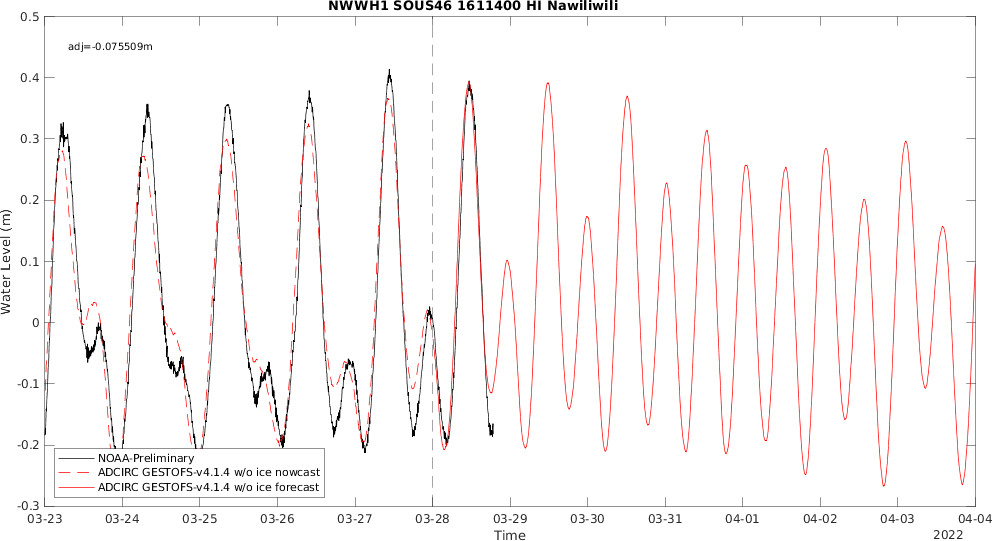 NWWH1 SOUS46 1611400 HI Nawiliwili
adj=-0.075509m
Water Level (m)
0.5
0.4
0.3
0.2
0.1
0
-0.1
-0.2
-0.3
NOAA-Preliminary
ADCIRC GESTOFS-v4.1.4 w/o ice nowcast
ADCIRC GESTOFS-v4.1.4 w/o ice forecast
03-23 03-24 03-25 03-26 03-27 03-28 03-29 03-30 03-31 04-01 04-02 04-03 04-04
Time
2022